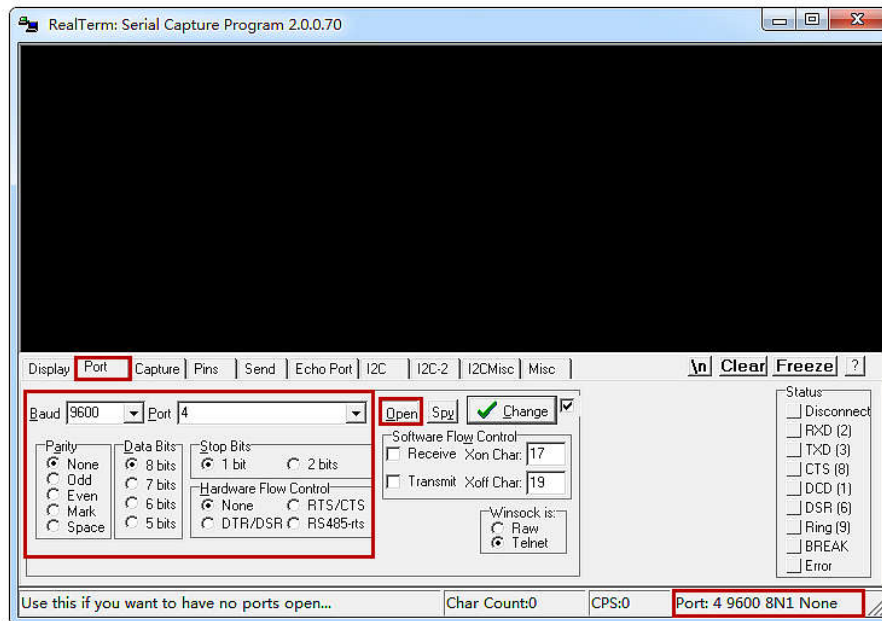 RealTerm: Serial Capture Program 2.0.0.70
Display Port Capture Pins Send Echo Port I2C I2C-2 I2CMisc Misc \n Clear Freeze ?
Baud 9600 Port 4 Open Spy Change
Parity
None
Odd
Even
Mark
Space
Data Bits
8 bits
7 bits
6 bits
5 bits
Stop Bits
1 bit 2 bits
Hardware Flow Control
None RTS/CTS
DTR/DSR RS485-rts
Software Flow Control
Receive Xon Char: 17
Transmit Xoff Char: 19
Winsock is:
Raw
Telnet
Status
Disconnect
RXD (2)
TXD (3)
CTS (8)
DCD (1)
DSR (6)
Ring (9)
BREAK
Error
Use this if you want to have no ports open... Char Count:0 CPS:0 Port: 4 9600 8N1 None